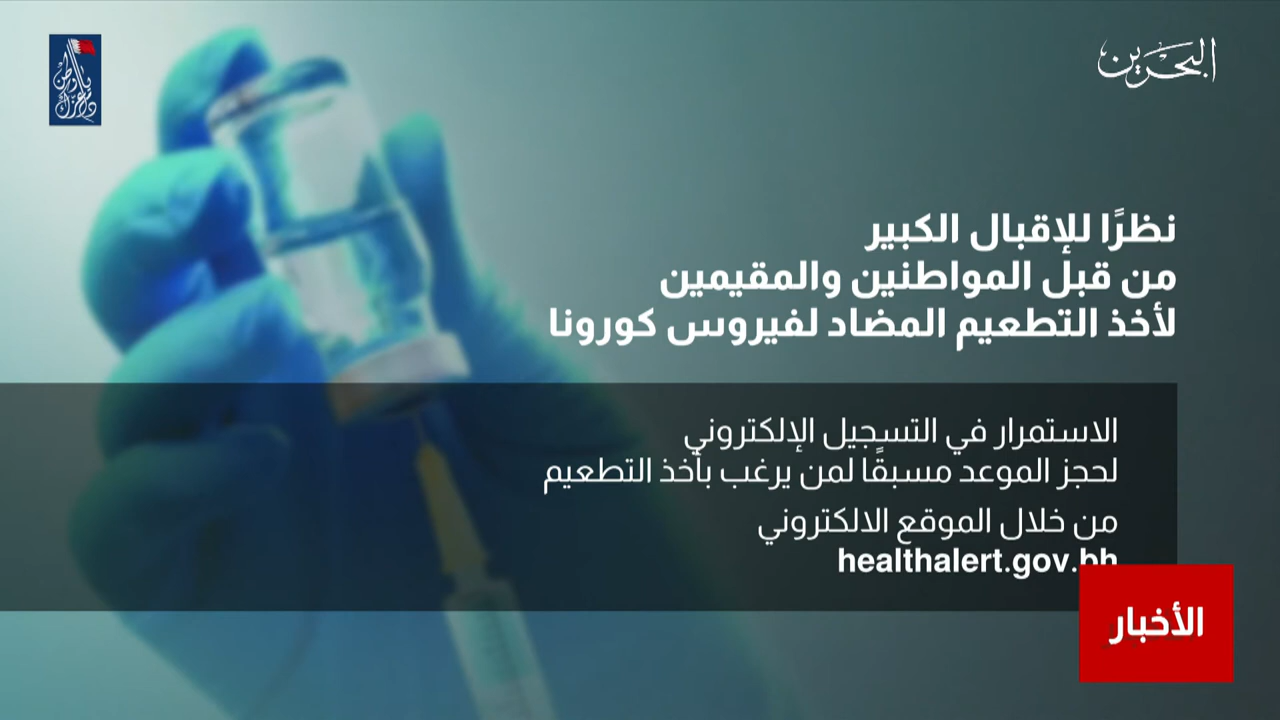 البحرين
نظرًا للإقبال الكبير
من قبل المواطنين والمقيمين
لأخذ التطعيم المضاد لفيروس كورونا
الاستمرار في التسجيل الإلكتروني
لحجز الموعد مسبقًا لمن يرغب بأخذ التطعيم
من خلال الموقع الالكتروني
healthalert.gov.bh
الأخبار